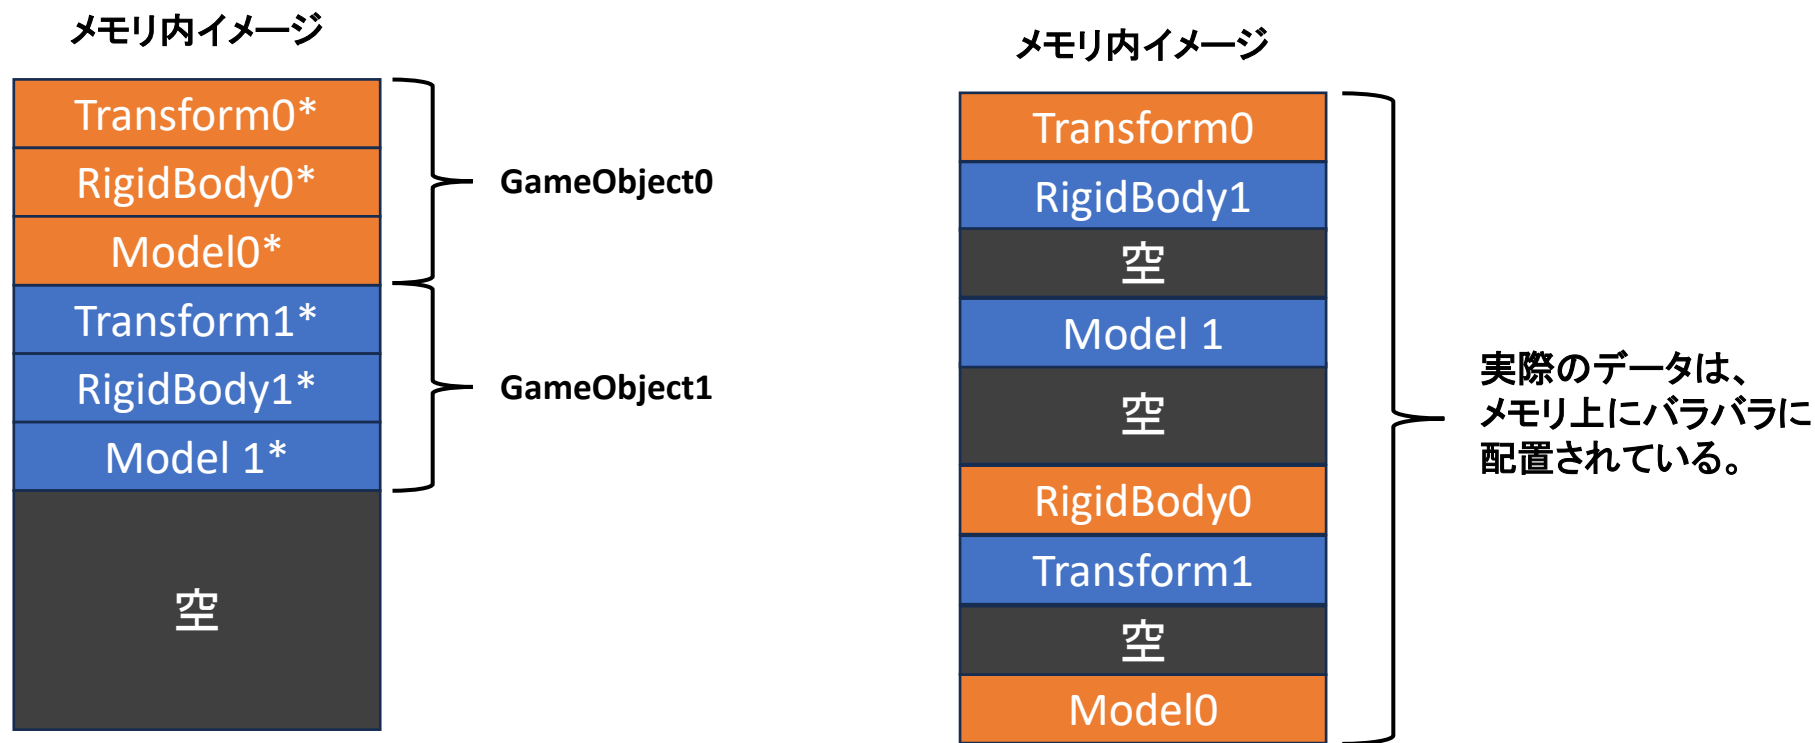 メモリ内イメージ
Transform0*
RigidBody0*
Model0*
Transform1*
RigidBody1*
Model 1*
空
GameObject0
GameObject1
メモリ内イメージ
Transform0
RigidBody1
空
Model 1
空
RigidBody0
Transform1
空
Model0
実際のデータは、
メモリ上にバラバラに
配置されている。